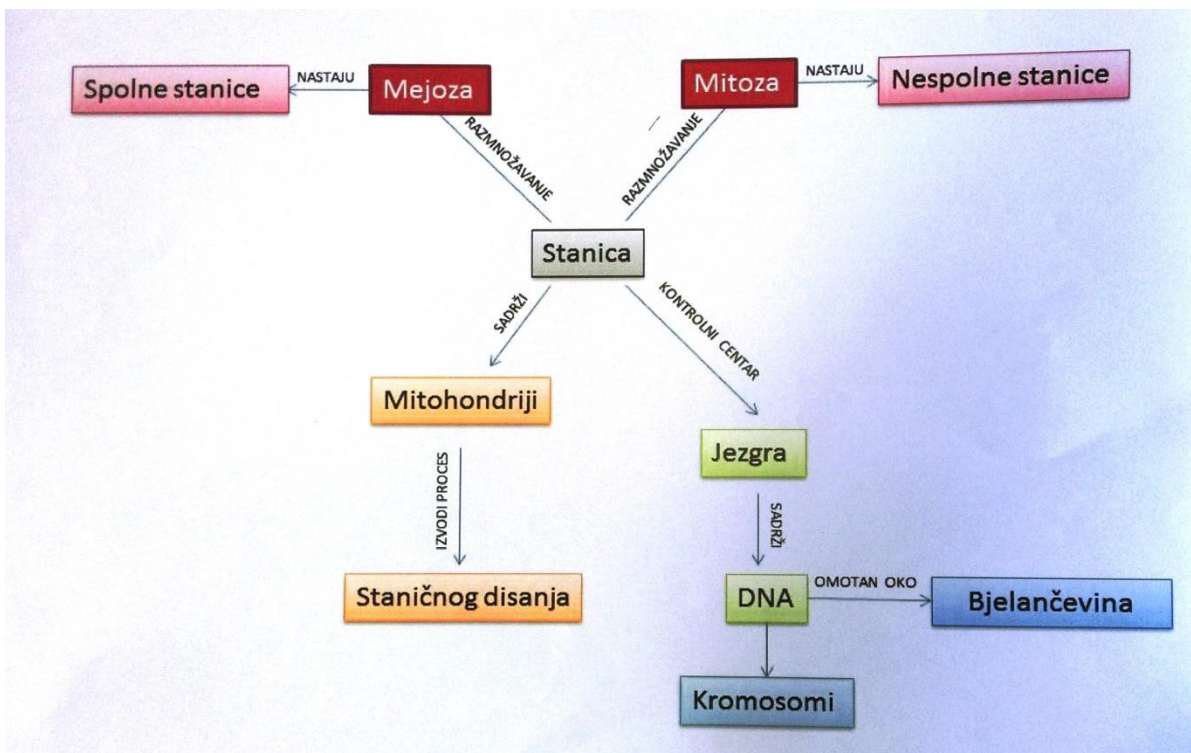 Spolne stanice
NASTAJU
Mejoza
Mitoza
NASTAJU
Nespolne stanice
RAZMNOŽAVANJE
RAZMNOŽAVANJE
Stanica
SADRŽI
KONTROLNI CENTAR
Mitohondriji
Jezgra
IZVODI PROCES
SADRŽI
Staničnog disanja
DNA
OMOTAN OKO
Bjelančevina
Kromosomi